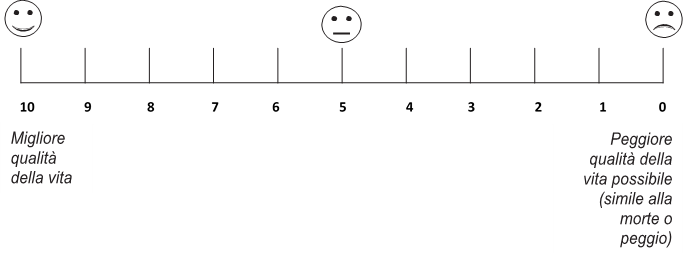 10 9 8 7 6 5 4 3 2 1 0
Migliore
qualità
della vita
Peggiore
qualità della
vita possibile
(simile alla
morte o
peggio)